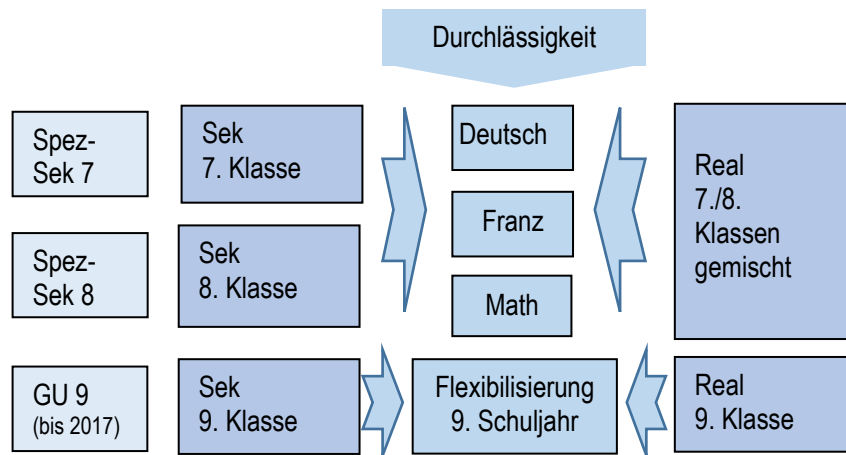 Durchlässigkeit
Spez-
Sek 7
Sek
7. Klasse
Deutsch
Franz
Math
Real
7./8.
Klassen
gemischt
Spez-
Sek 8
Sek
8. Klasse
GU 9
(bis 2017)
Sek
9. Klasse
Flexibilisierung
9. Schuljahr
Real
9. Klasse